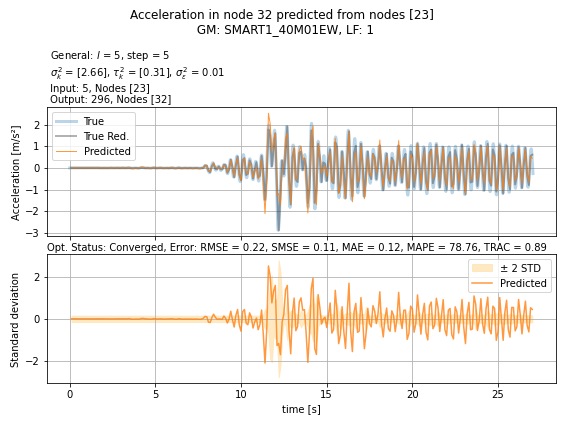 Acceleration in node 32 predicted from nodes [23]
GM: SMART1_40M01EW, LF: 1
General: l = 5, step = 5
σ²ₖ = [2.66], τ²ₖ = [0.31], σ²ε = 0.01
Input: 5, Nodes [23]
Output: 296, Nodes [32]
True
True Red.
Predicted
Acceleration [m/s²]
2
1
0
−1
−2
−3
Opt. Status: Converged, Error: RMSE = 0.22, SMSE = 0.11, MAE = 0.12, MAPE = 78.76, TRAC = 0.89
± 2 STD
Predicted
Standard deviation
2
0
−2
0 5 10 15 20 25
time [s]